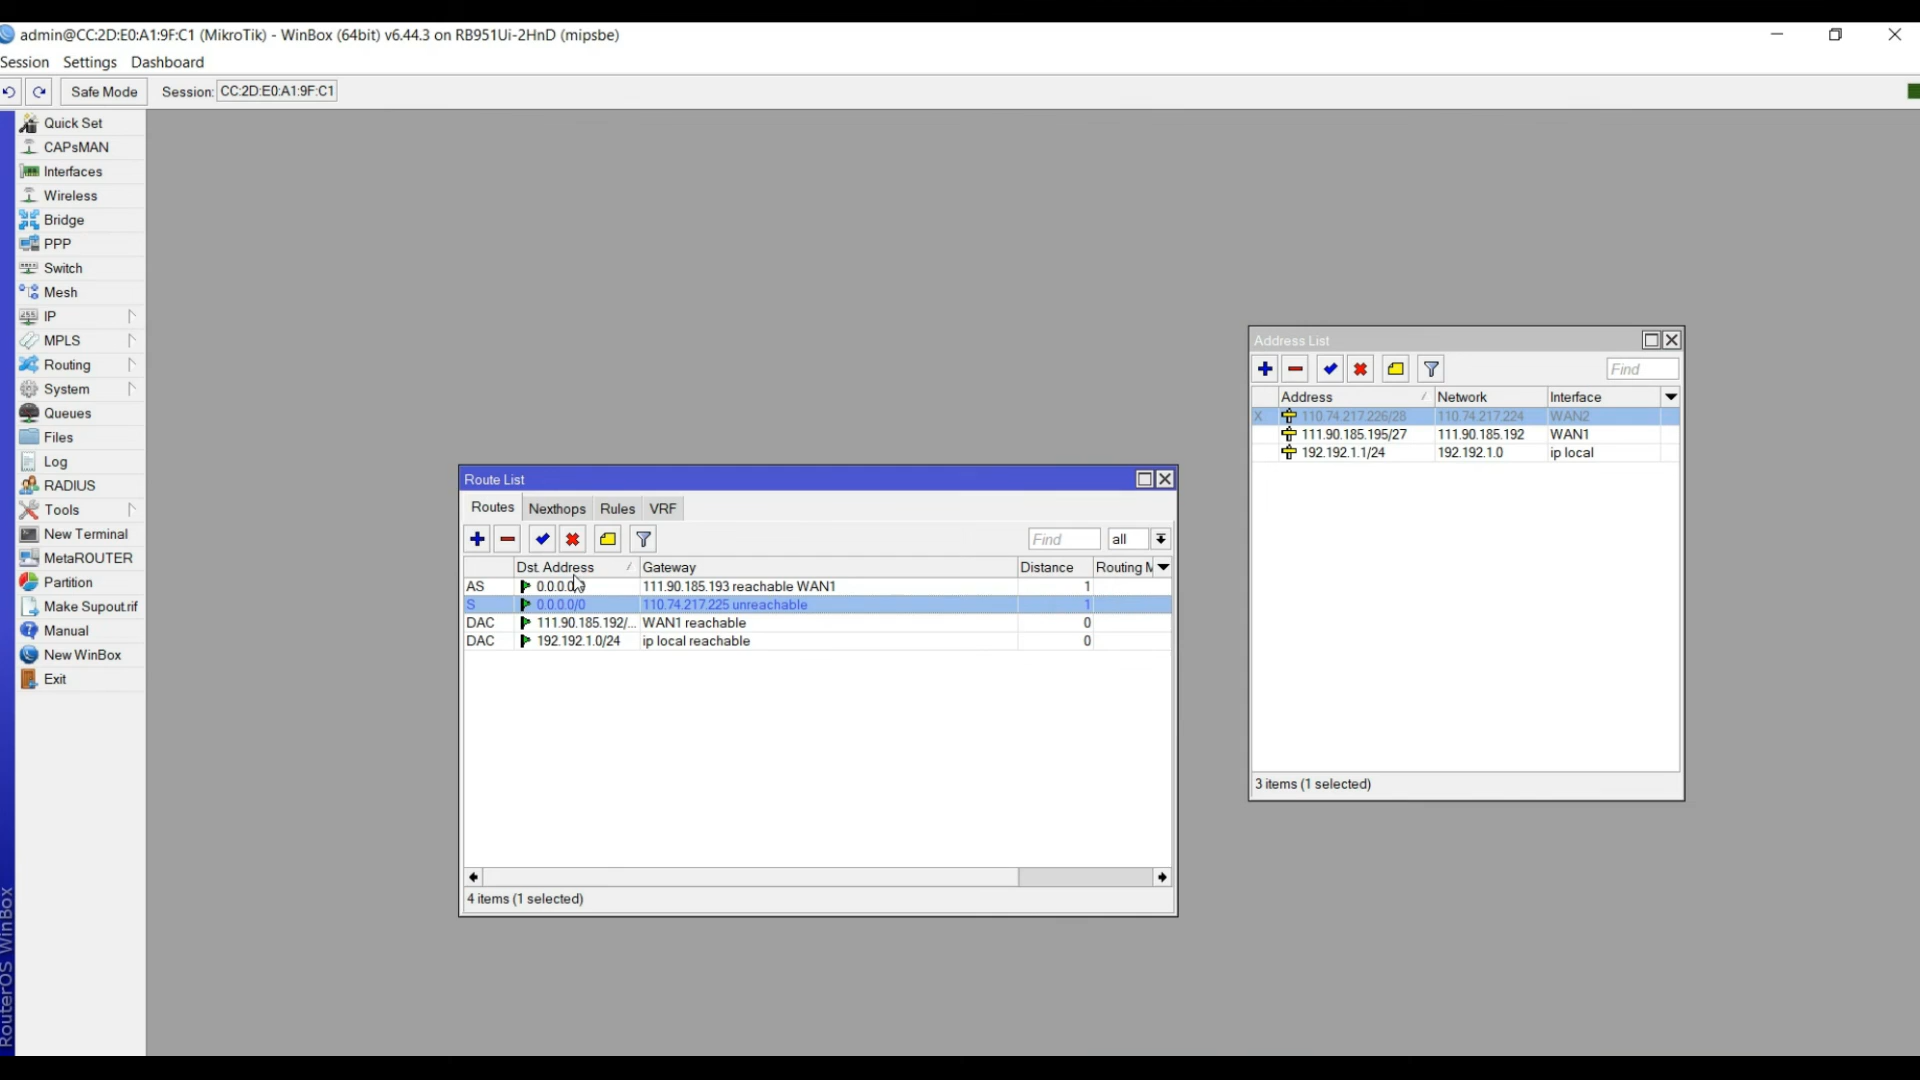 admin@CC:2D:E0:A1:9F:C1 (MikroTik) - WinBox (64bit) v6.44.3 on RB951Ui-2HnD (mipsbe)
Session Settings Dashboard
Safe Mode Session: CC:2D:E0:A1:9F:C1
Quick Set
CAPsMAN
Interfaces
Wireless
Bridge
PPP
Switch
Mesh
IP
MPLS
Routing
System
Queues
Files
Log
RADIUS
Tools
New Terminal
MetaROUTER
Partition
Make Supout.rif
Manual
New WinBox
Exit
RouterOS WinBox
Route List
Routes Nexthops Rules VRF
Find all
Dst. Address Gateway Distance Routing M
AS 0.0.0.0/0 111.90.185.193 reachable WAN1 1
S 0.0.0.0/0 110.74.217.225 unreachable 1
DAC 111.90.185.192/... WAN1 reachable 0
DAC 192.192.1.0/24 ip local reachable 0
4 items (1 selected)
Address List
Find
Address Network Interface
X 110.74.217.226/28 110.74.217.224 WAN2
111.90.185.195/27 111.90.185.192 WAN1
192.192.1.1/24 192.192.1.0 ip local
3 items (1 selected)